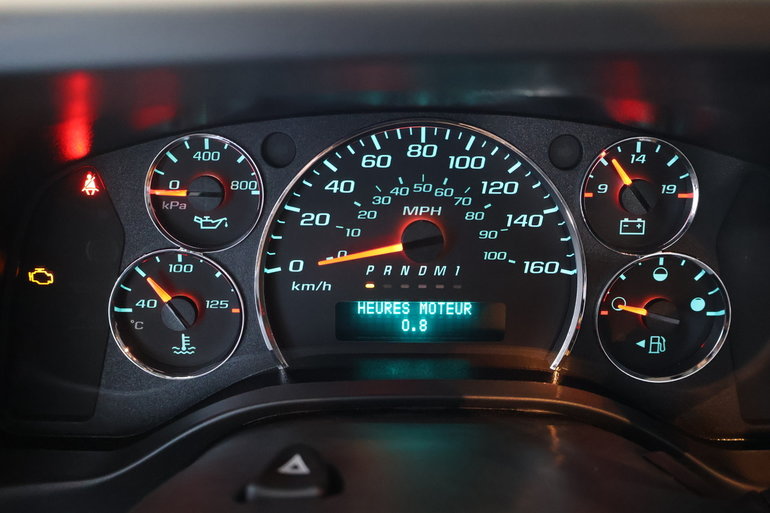 400
0 800
kPa
40 100 125
°C
0 20 40 60 80 100 120 140 160
km/h
0 10 20 30 40 50 60 70 80 90 100
MPH
P R N D M 1
HEURES MOTEUR
0.8
9 14 19